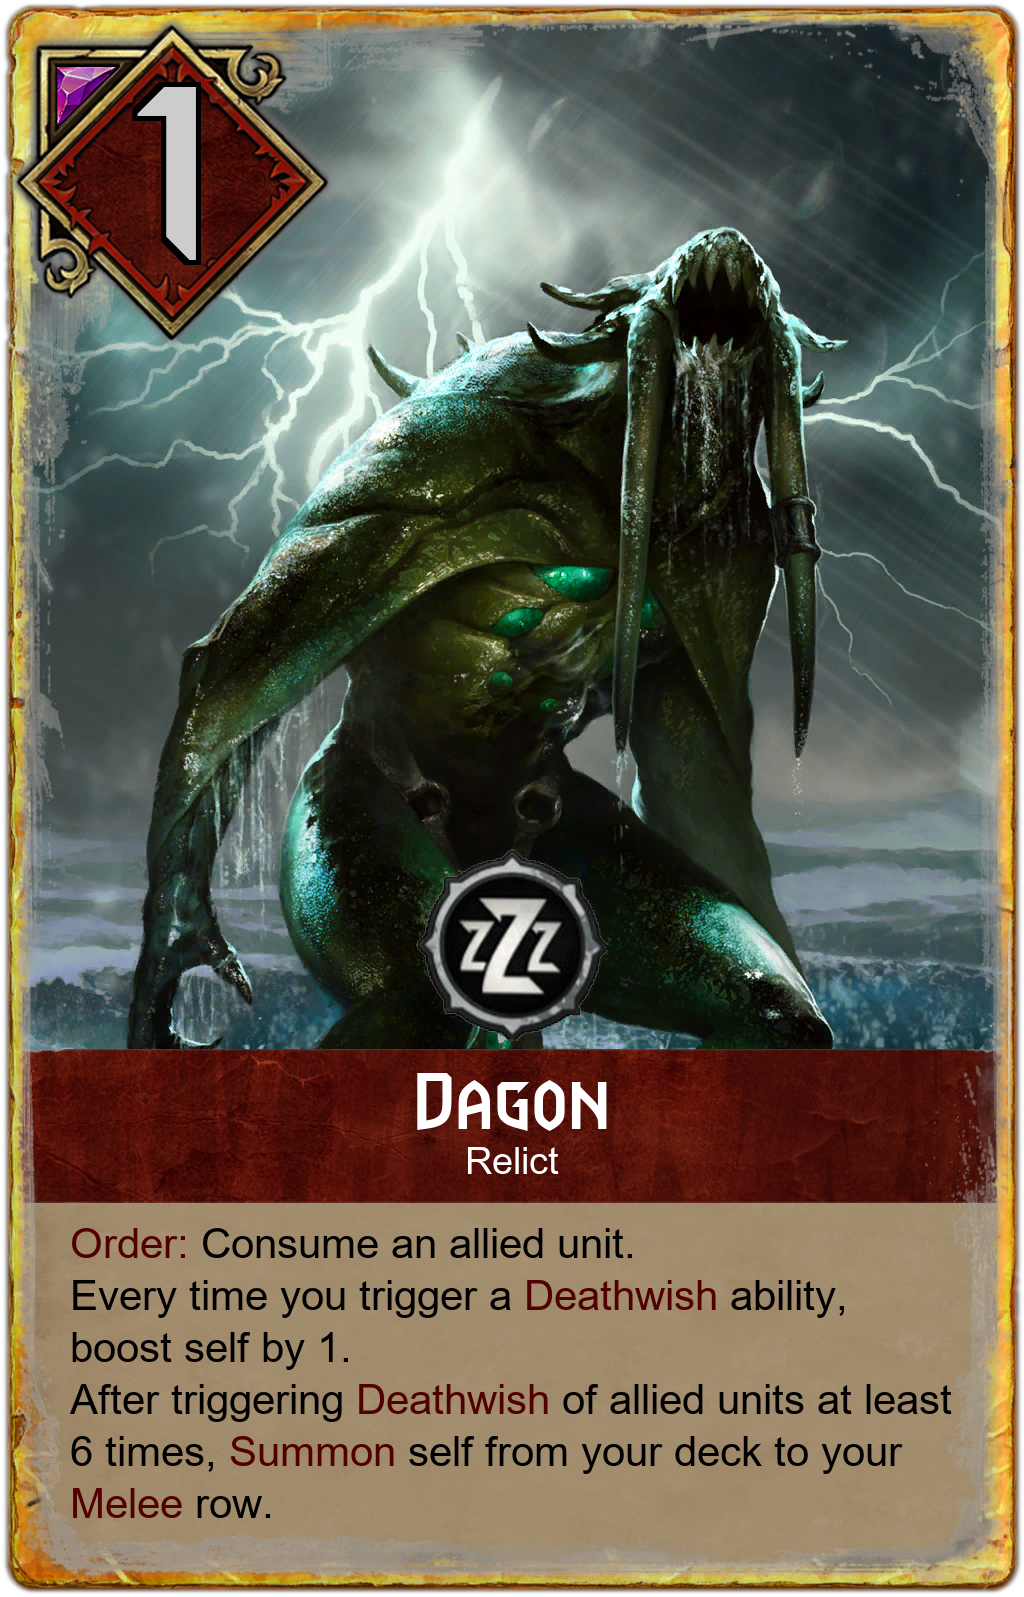 1
zZz
Dagon
Relict
Order: Consume an allied unit.
Every time you trigger a Deathwish ability,
boost self by 1.
After triggering Deathwish of allied units at least
6 times, Summon self from your deck to your
Melee row.